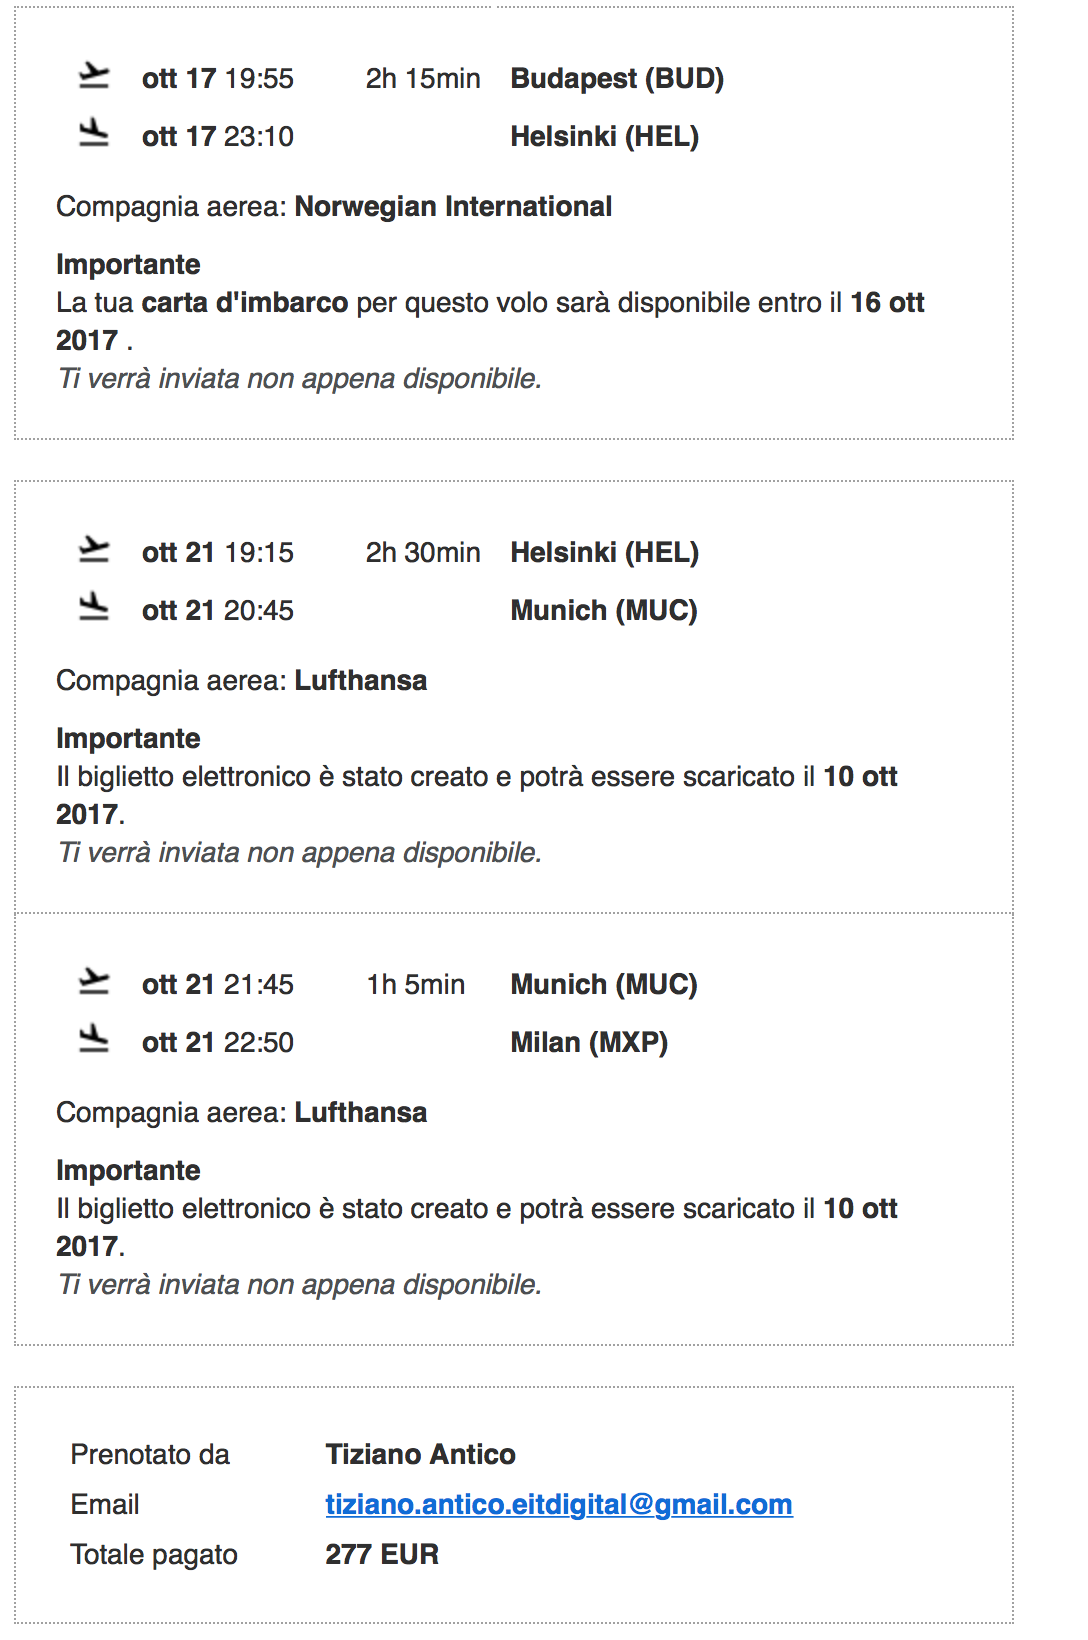 ott 17 19:55 2h 15min Budapest (BUD)
ott 17 23:10 Helsinki (HEL)
Compagnia aerea: Norwegian International
Importante
La tua carta d'imbarco per questo volo sarà disponibile entro il 16 ott
2017 .
Ti verrà inviata non appena disponibile.
ott 21 19:15 2h 30min Helsinki (HEL)
ott 21 20:45 Munich (MUC)
Compagnia aerea: Lufthansa
Importante
Il biglietto elettronico è stato creato e potrà essere scaricato il 10 ott
2017.
Ti verrà inviata non appena disponibile.
ott 21 21:45 1h 5min Munich (MUC)
ott 21 22:50 Milan (MXP)
Compagnia aerea: Lufthansa
Importante
Il biglietto elettronico è stato creato e potrà essere scaricato il 10 ott
2017.
Ti verrà inviata non appena disponibile.
Prenotato da Tiziano Antico
Email tiziano.antico.eitdigital@gmail.com
Totale pagato 277 EUR